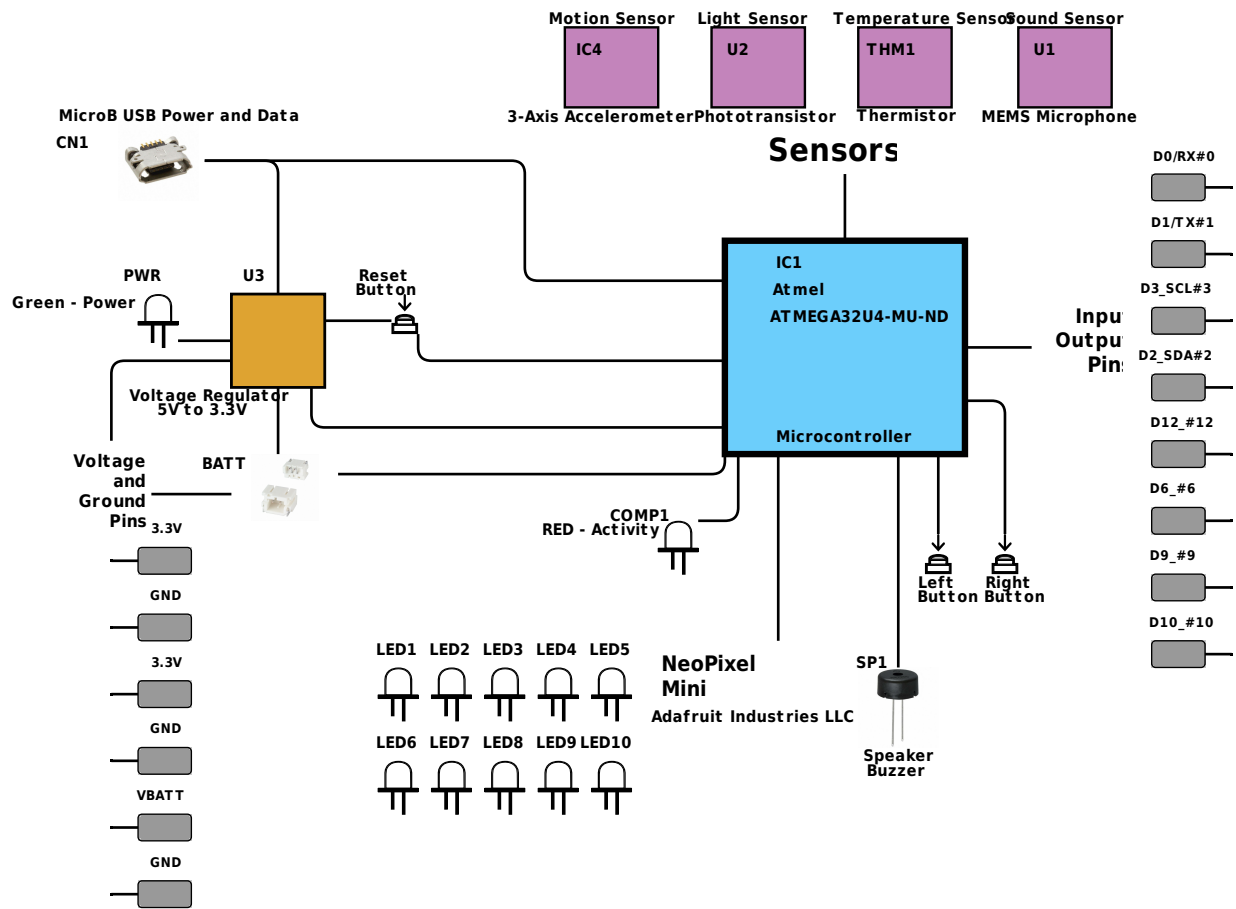 Motion Sensor
Light Sensor
Temperature Sensor
Sound Sensor
IC4
U2
THM1
U1
3-Axis Accelerometer
Phototransistor
Thermistor
MEMS Microphone
Sensors
MicroB USB Power and Data
CN1
PWR
Green - Power
U3
Voltage Regulator
5V to 3.3V
Reset
Button
IC1
Atmel
ATMEGA32U4-MU-ND
Microcontroller
Input
Output
Pins
D0/RX#0
D1/TX#1
D3_SCL#3
D2_SDA#2
D12_#12
D6_#6
D9_#9
D10_#10
Voltage
and
Ground
Pins
BATT
3.3V
GND
3.3V
GND
VBATT
GND
COMP1
RED - Activity
Left
Button
Right
Button
LED1 LED2 LED3 LED4 LED5
LED6 LED7 LED8 LED9 LED10
NeoPixel
Mini
Adafruit Industries LLC
SP1
Speaker
Buzzer